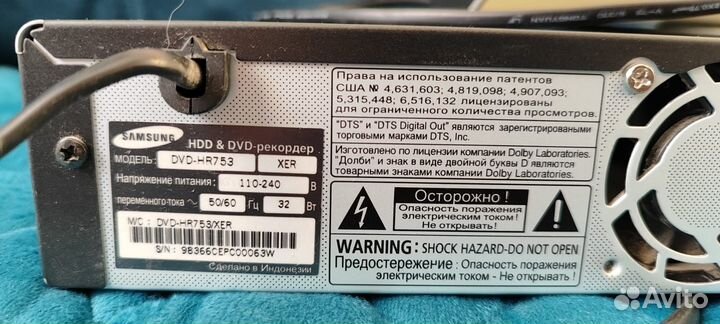 SAMSUNG
HDD & DVD-рекордер
МОДЕЛЬ: DVD-HR753 XER
Напряжение питания: 110-240 В
переменного тока ~ 50/60 Гц 32 Вт
M/C : DVD-HR753/XER
S/N : 98366CEPC00063W
Сделано в Индонезии
Права на использование патентов
США № 4,631,603; 4,819,098; 4,907,093;
5,315,448; 6,516,132 лицензированы
для ограниченного количества просмотров.
"DTS" и "DTS Digital Out" являются зарегистрированными
торговыми марками DTS, Inc.
Изготовлено по лицензии компании Dolby Laboratories.
"Долби" и знак в виде двойной буквы D являются
товарными знаками компании Dolby Laboratories.
Осторожно !
Опасность поражения
электрическим током !
Не открывать!
WARNING: SHOCK HAZARD-DO NOT OPEN
Предостережение : Опасность поражения
электрическим током - Не открывать !
Avito